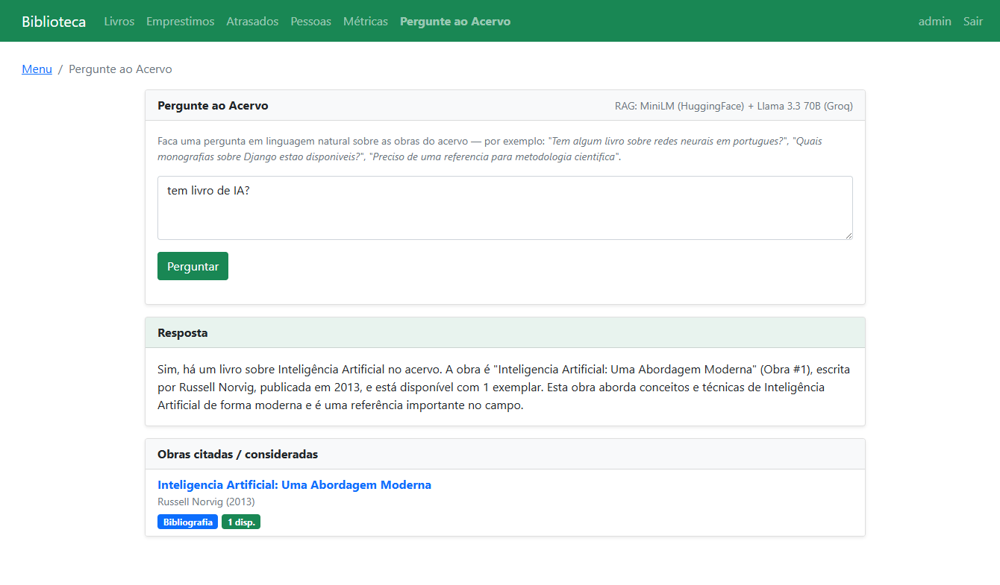 Biblioteca Livros Emprestimos Atrasados Pessoas Métricas Pergunte ao Acervo admin Sair
Menu / Pergunte ao Acervo
Pergunte ao Acervo RAG: MiniLM (HuggingFace) + Llama 3.3 70B (Groq)
Faca uma pergunta em linguagem natural sobre as obras do acervo — por exemplo: "Tem algum livro sobre redes neurais em portugues?", "Quais
monografias sobre Django estao disponiveis?", "Preciso de uma referencia para metodologia cientifica".
tem livro de IA?
Perguntar
Resposta
Sim, há um livro sobre Inteligência Artificial no acervo. A obra é "Inteligencia Artificial: Uma Abordagem Moderna" (Obra #1), escrita
por Russell Norvig, publicada em 2013, e está disponível com 1 exemplar. Esta obra aborda conceitos e técnicas de Inteligência
Artificial de forma moderna e é uma referência importante no campo.
Obras citadas / consideradas
Inteligencia Artificial: Uma Abordagem Moderna
Russell Norvig (2013)
Bibliografia 1 disp.